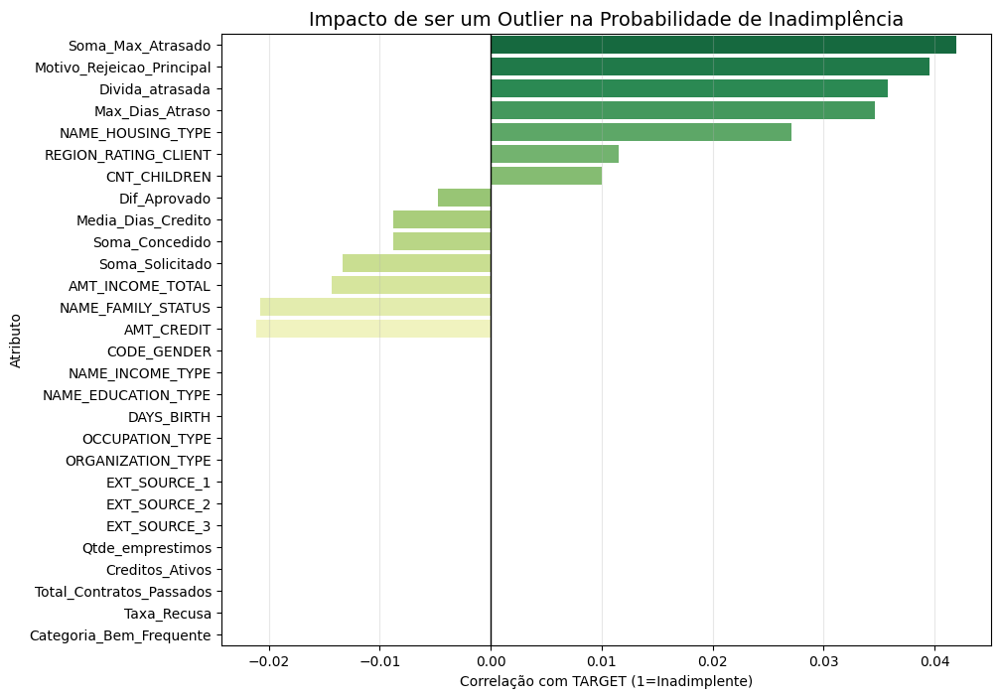 Impacto de ser um Outlier na Probabilidade de Inadimplência
Atributo
Soma_Max_Atrasado
Motivo_Rejeicao_Principal
Divida_atrasada
Max_Dias_Atraso
NAME_HOUSING_TYPE
REGION_RATING_CLIENT
CNT_CHILDREN
Dif_Aprovado
Media_Dias_Credito
Soma_Concedido
Soma_Solicitado
AMT_INCOME_TOTAL
NAME_FAMILY_STATUS
AMT_CREDIT
CODE_GENDER
NAME_INCOME_TYPE
NAME_EDUCATION_TYPE
DAYS_BIRTH
OCCUPATION_TYPE
ORGANIZATION_TYPE
EXT_SOURCE_1
EXT_SOURCE_2
EXT_SOURCE_3
Qtde_emprestimos
Creditos_Ativos
Total_Contratos_Passados
Taxa_Recusa
Categoria_Bem_Frequente
−0.02 −0.01 0.00 0.01 0.02 0.03 0.04
Correlação com TARGET (1=Inadimplente)